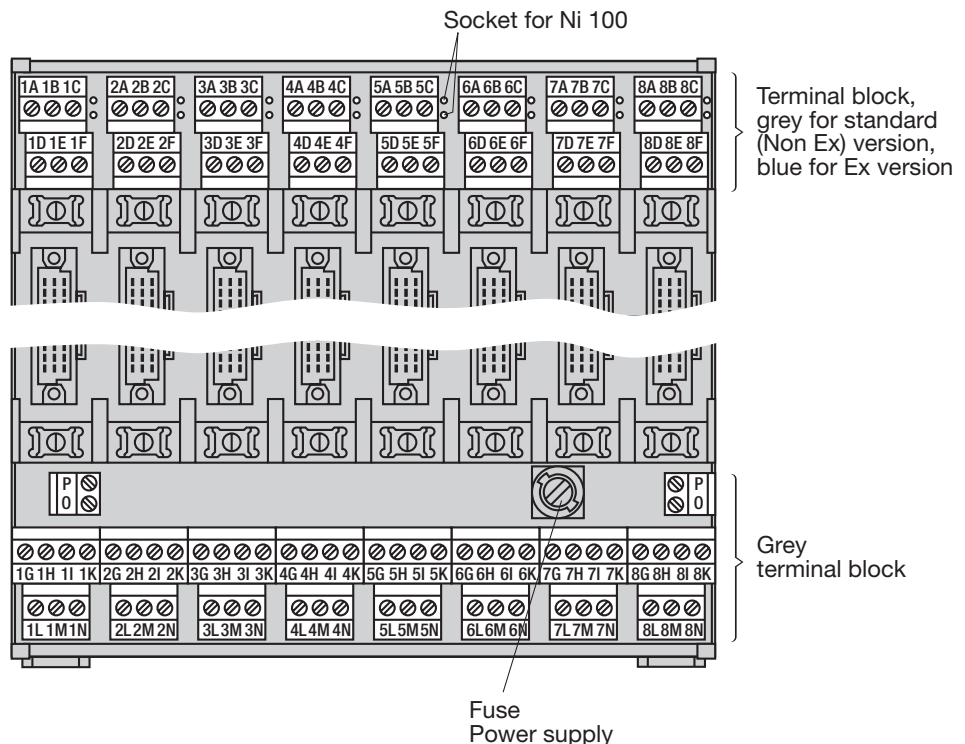 Socket for Ni 100
1A 1B 1C 2A 2B 2C 3A 3B 3C 4A 4B 4C 5A 5B 5C 6A 6B 6C 7A 7B 7C 8A 8B 8C
1D 1E 1F 2D 2E 2F 3D 3E 3F 4D 4E 4F 5D 5E 5F 6D 6E 6F 7D 7E 7F 8D 8E 8F
Terminal block,
grey for standard
(Non Ex) version,
blue for Ex version
P P
0 0
1G 1H 1I 1K 2G 2H 2I 2K 3G 3H 3I 3K 4G 4H 4I 4K 5G 5H 5I 5K 6G 6H 6I 6K 7G 7H 7I 7K 8G 8H 8I 8K
1L 1M 1N 2L 2M 2N 3L 3M 3N 4L 4M 4N 5L 5M 5N 6L 6M 6N 7L 7M 7N 8L 8M 8N
Grey
terminal block
Fuse
Power supply